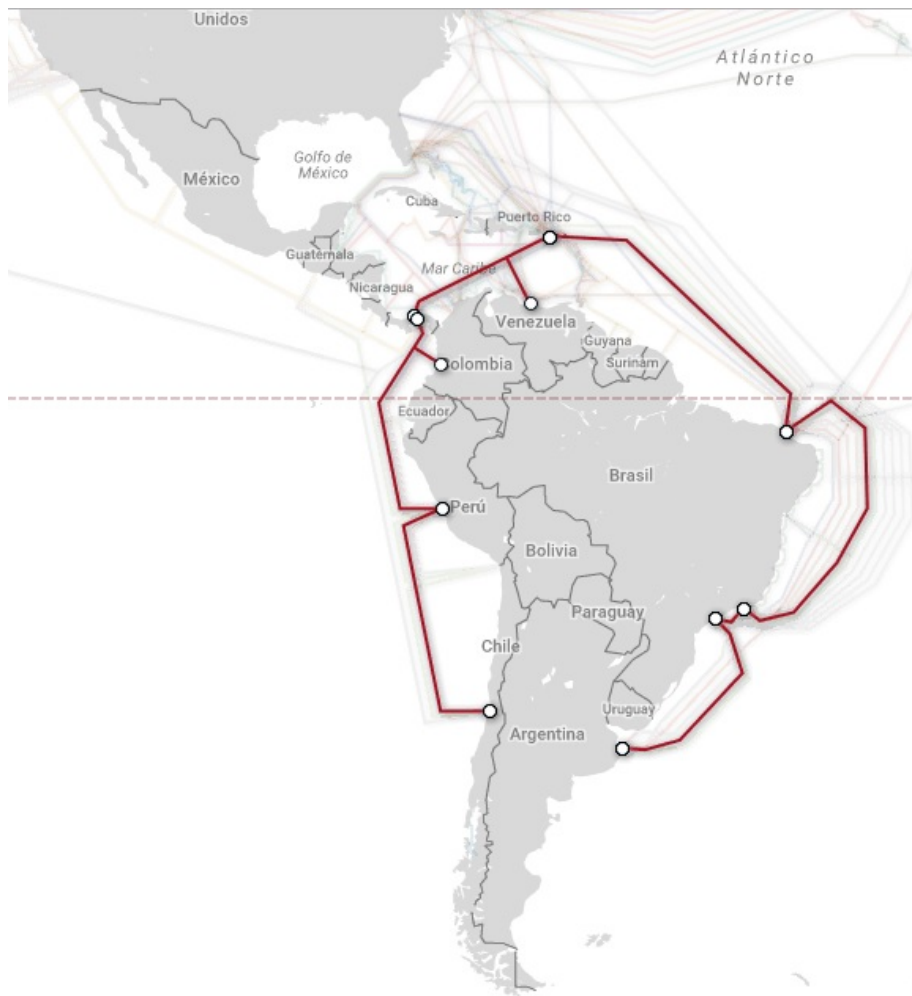 Unidos
Atlántico
Norte
Golfo de
México
México
Cuba
Puerto Rico
Guatemala
Mar Caribe
Nicaragua
Venezuela
Guyana
Surinám
Colombia
Ecuador
Brasil
Perú
Bolivia
Paraguay
Chile
Uruguay
Argentina